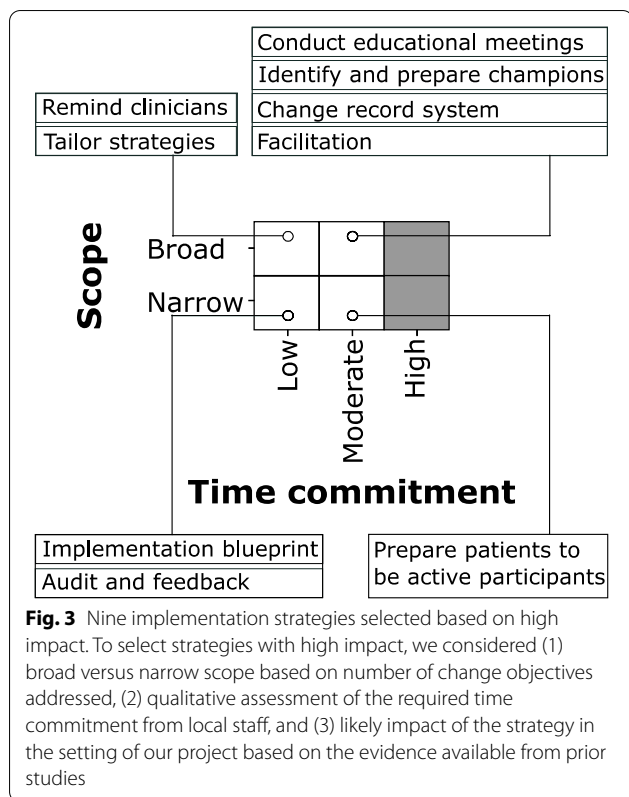 Conduct educational meetings
Identify and prepare champions
Change record system
Facilitation
Remind clinicians
Tailor strategies
Scope
Broad
Narrow
Low
Moderate
High
Time commitment
Implementation blueprint
Audit and feedback
Prepare patients to
be active participants
Fig. 3 Nine implementation strategies selected based on high
impact. To select strategies with high impact, we considered (1)
broad versus narrow scope based on number of change objectives
addressed, (2) qualitative assessment of the required time
commitment from local staff, and (3) likely impact of the strategy in
the setting of our project based on the evidence available from prior
studies